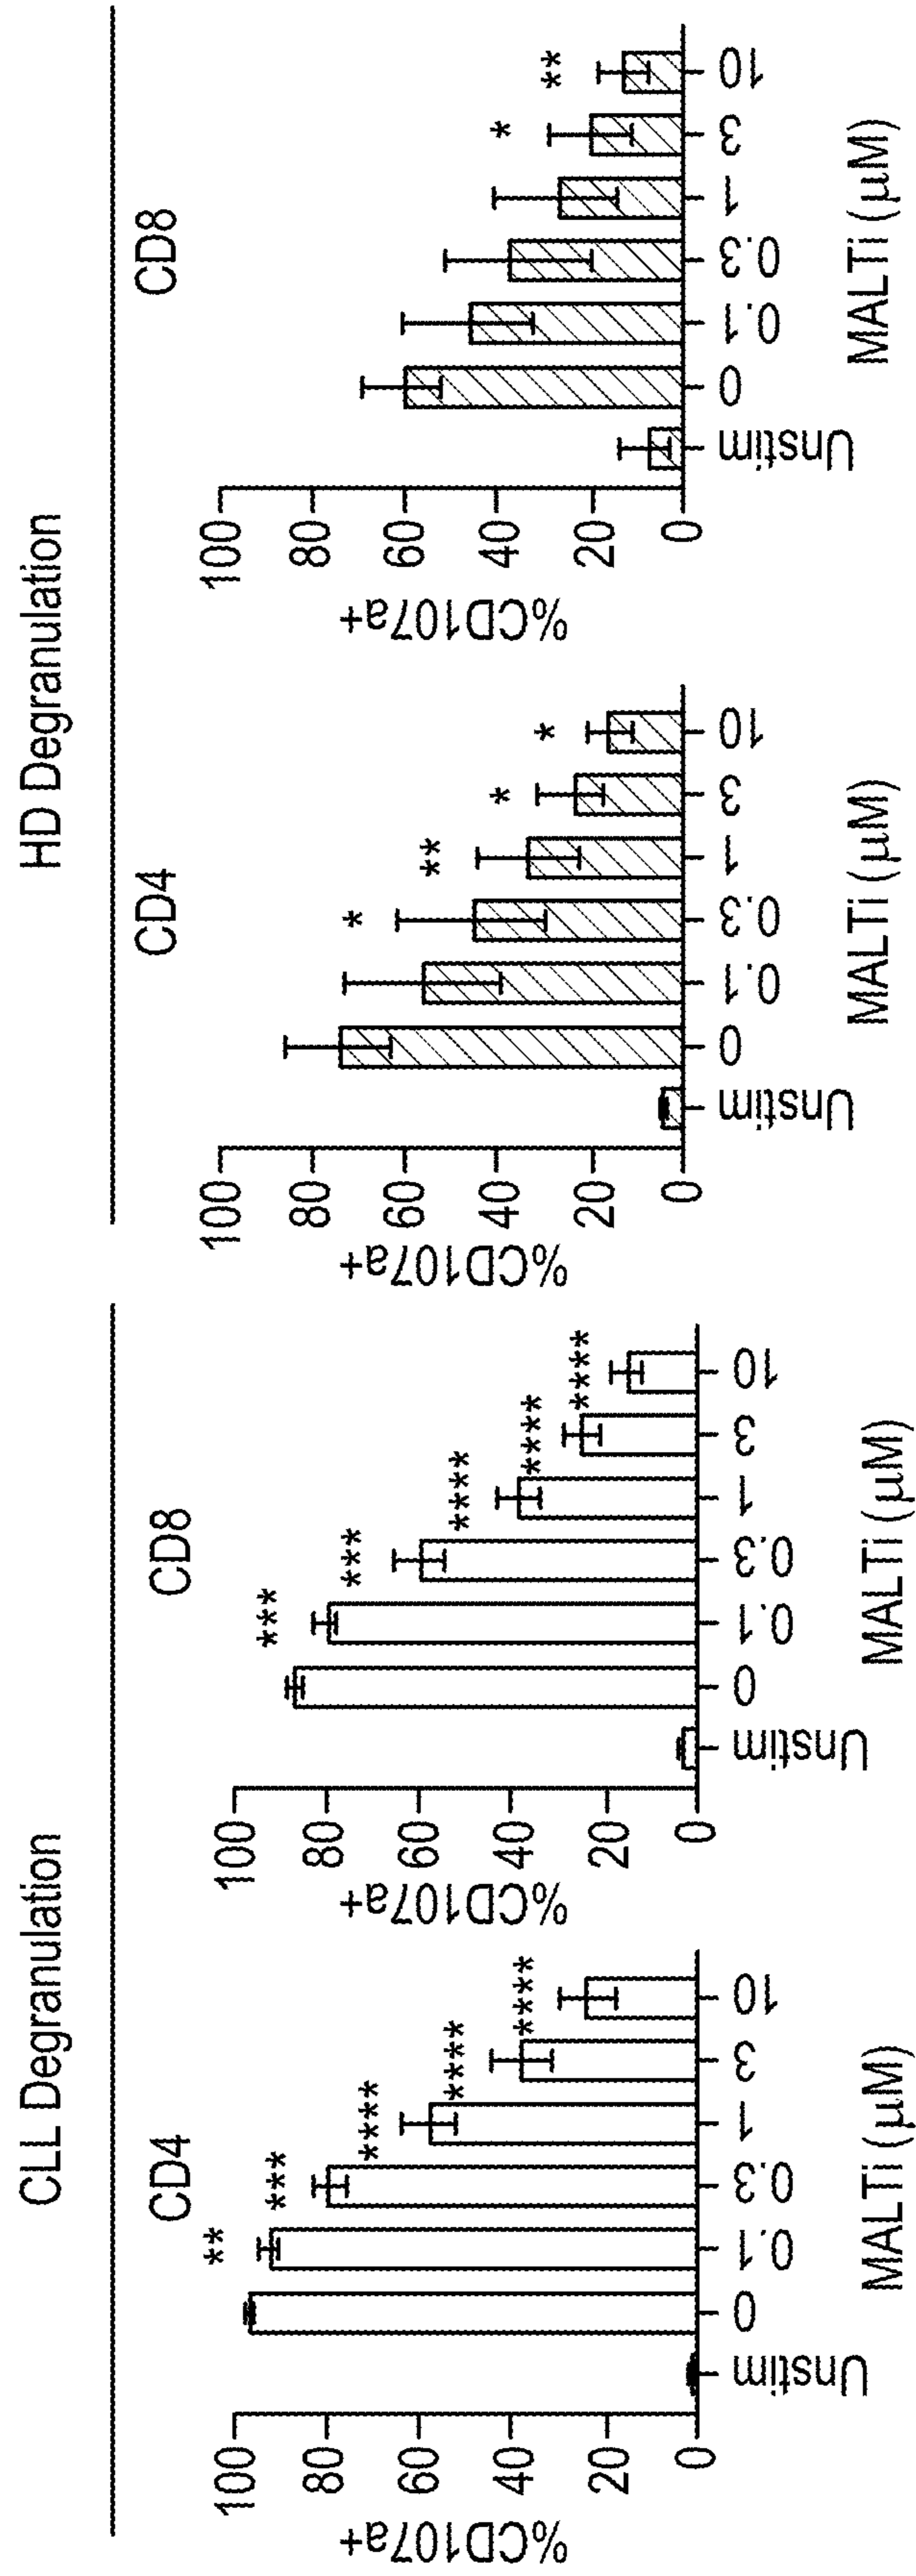 CLL Degranulation
CD4
%CD107a+
100
80
60
40
20
0
** *** **** **** ****
Unstim 0 0.1 0.3 1 3 10
MALTi (μM)
CD8
%CD107a+
100
80
60
40
20
0
*** *** **** **** ****
Unstim 0 0.1 0.3 1 3 10
MALTi (μM)
HD Degranulation
CD4
%CD107a+
100
80
60
40
20
0
* ** * *
Unstim 0 0.1 0.3 1 3 10
MALTi (μM)
CD8
%CD107a+
100
80
60
40
20
0
* **
Unstim 0 0.1 0.3 1 3 10
MALTi (μM)